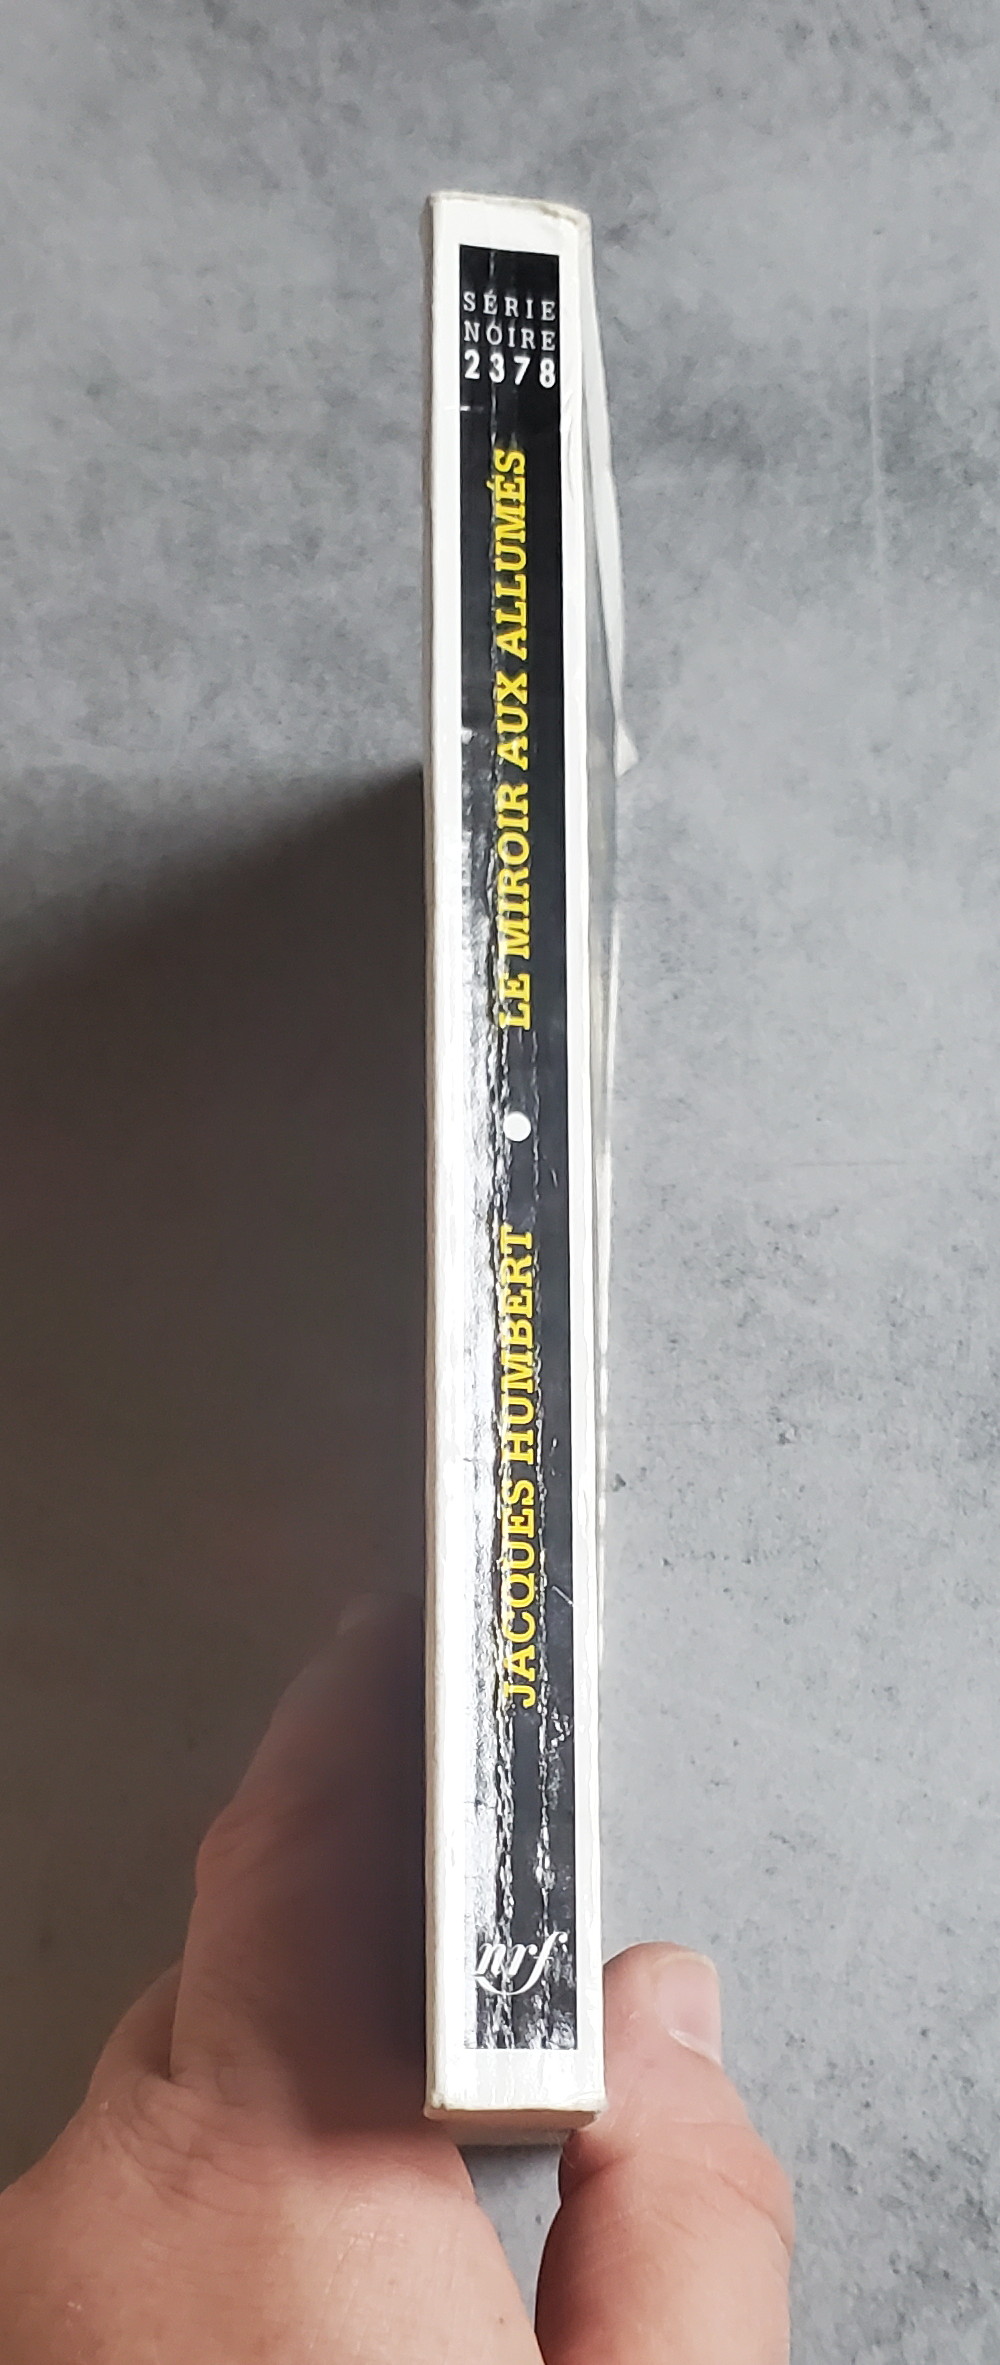 SÉRIE
NOIRE
2378
LE MIROIR AUX ALLUMÉS
JACQUES HUMBERT
nrf